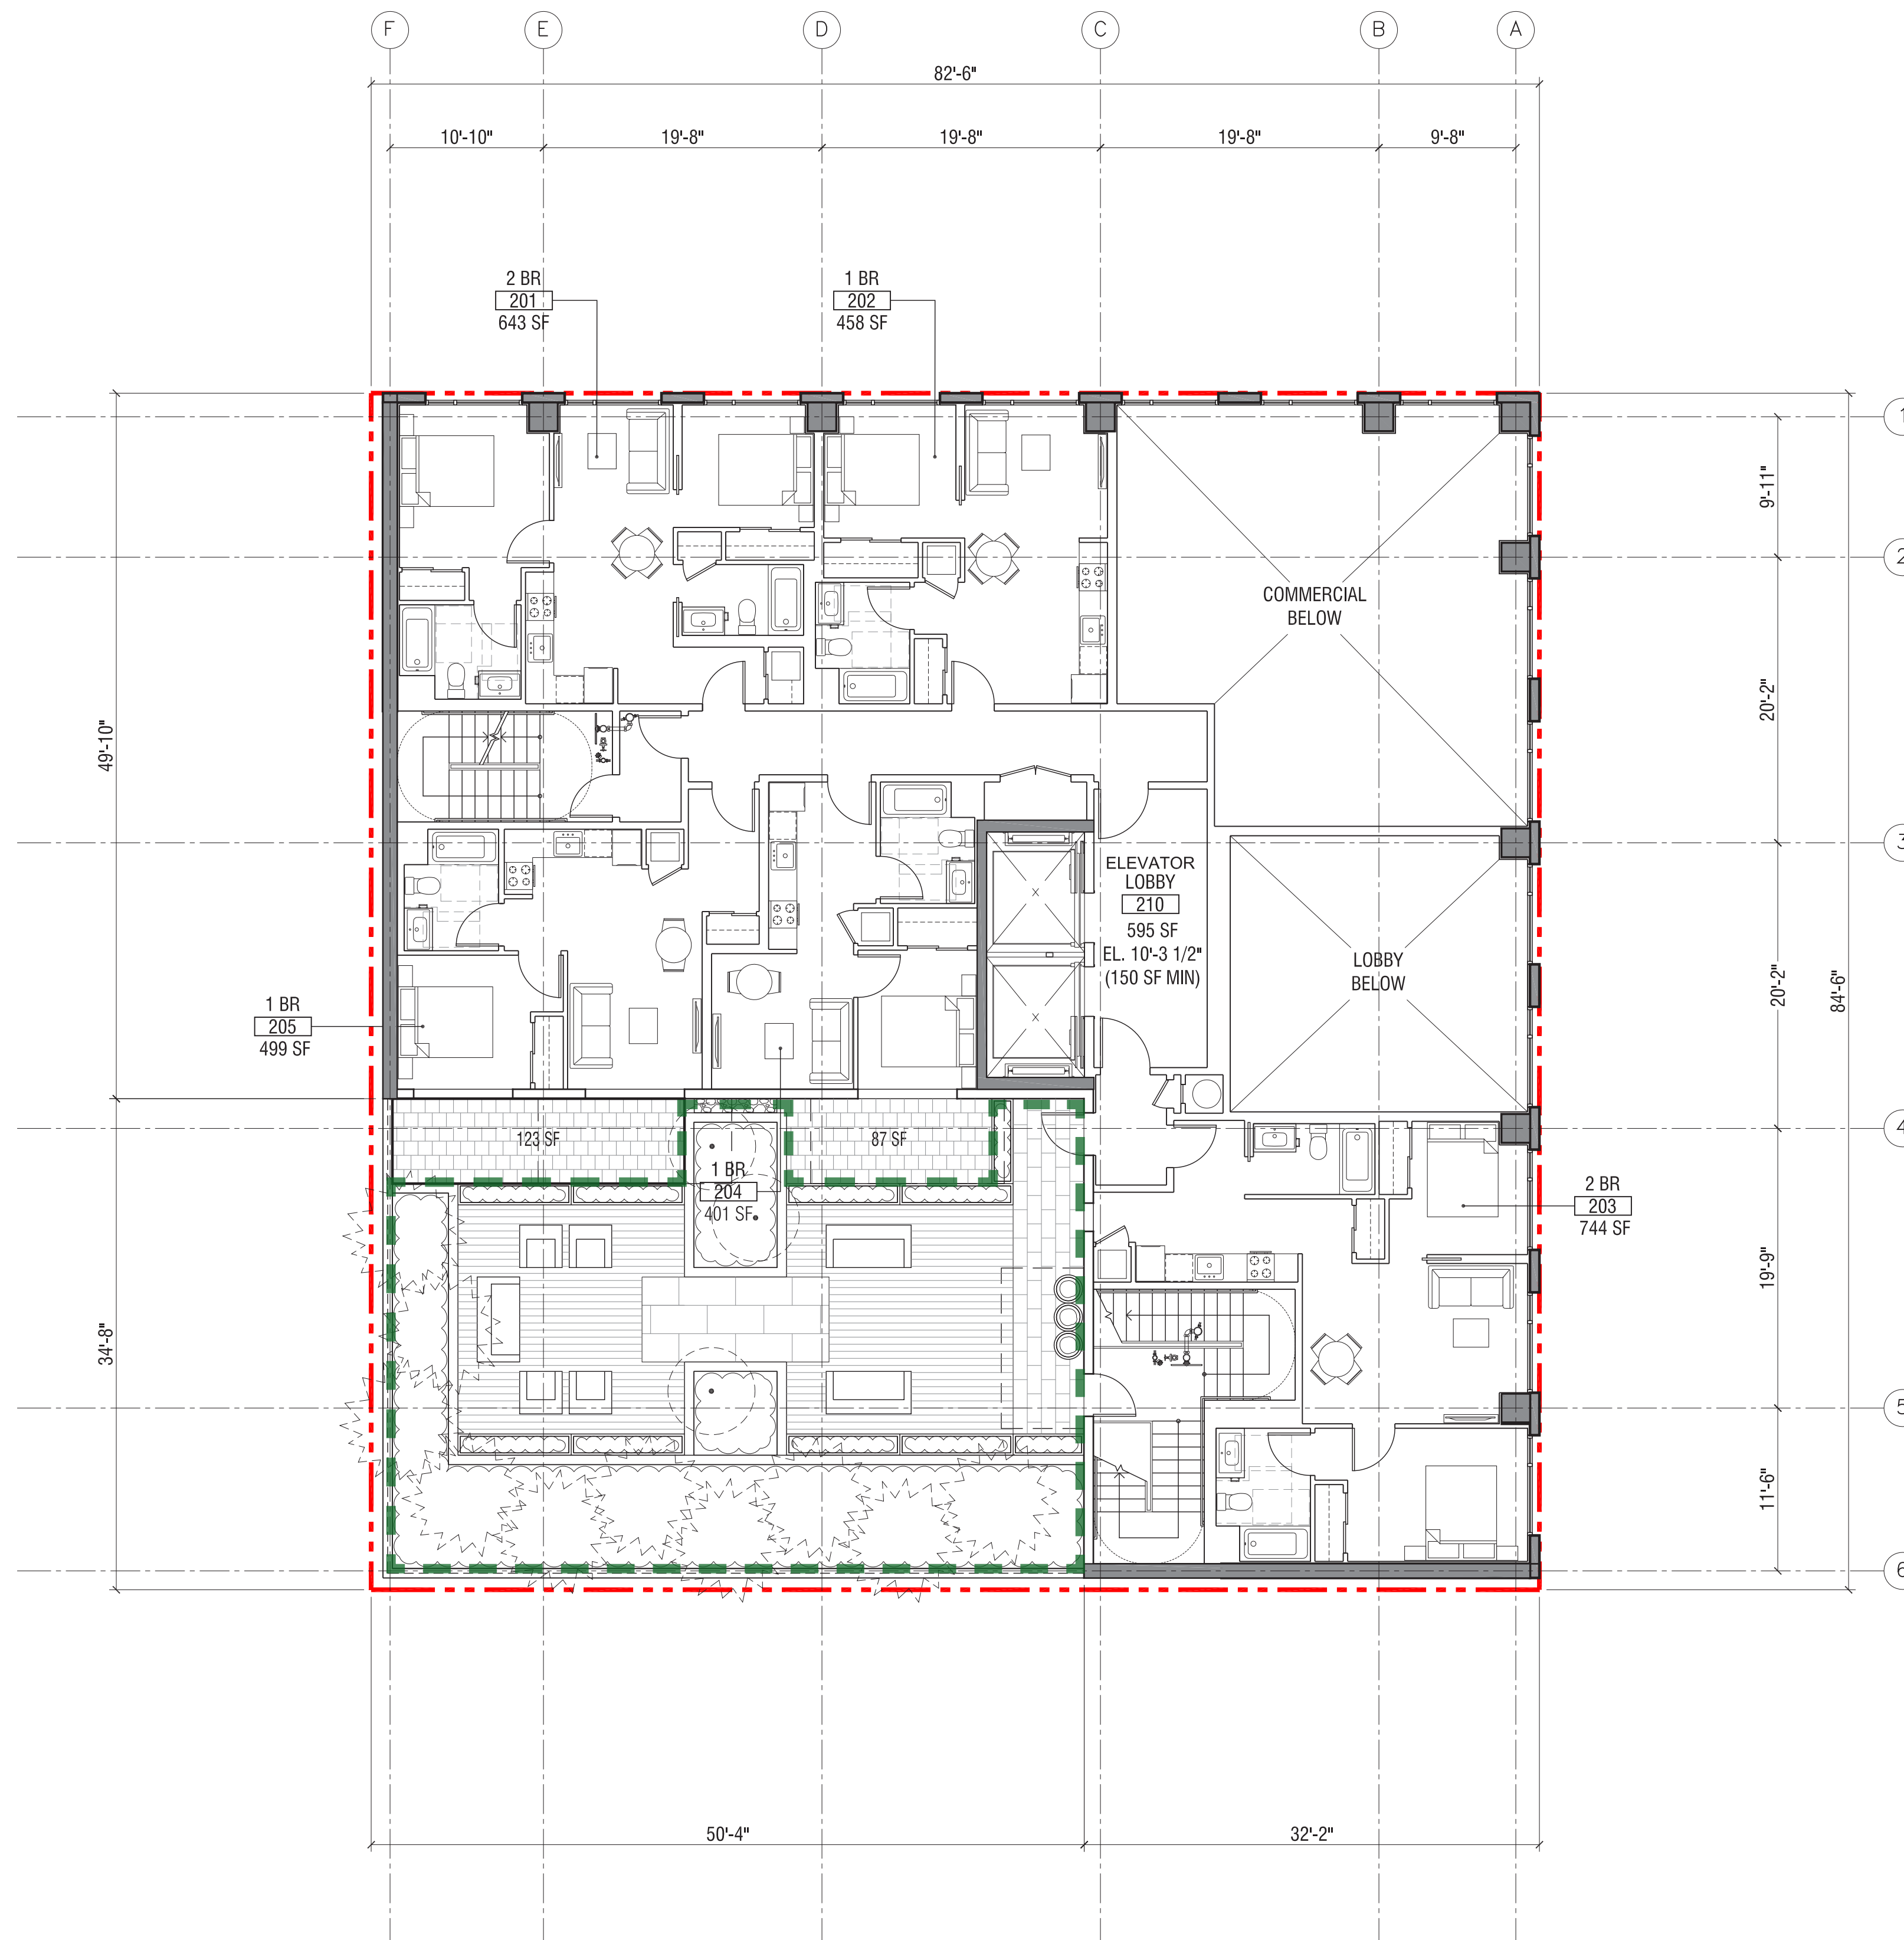 F
E
D
C
B
A
82'-6"
10'-10"
19'-8"
19'-8"
19'-8"
9'-8"
2 BR
201
643 SF
1 BR
202
458 SF
1
9'-11"
2
COMMERCIAL
BELOW
20'-2"
49'-10"
3
ELEVATOR
LOBBY
210
595 SF
EL. 10'-3 1/2"
(150 SF MIN)
LOBBY
BELOW
20'-2"
84'-6"
1 BR
205
499 SF
4
123 SF
87 SF
1 BR
204
401 SF
2 BR
203
744 SF
19'-9"
34'-8"
5
11'-6"
6
50'-4"
32'-2"